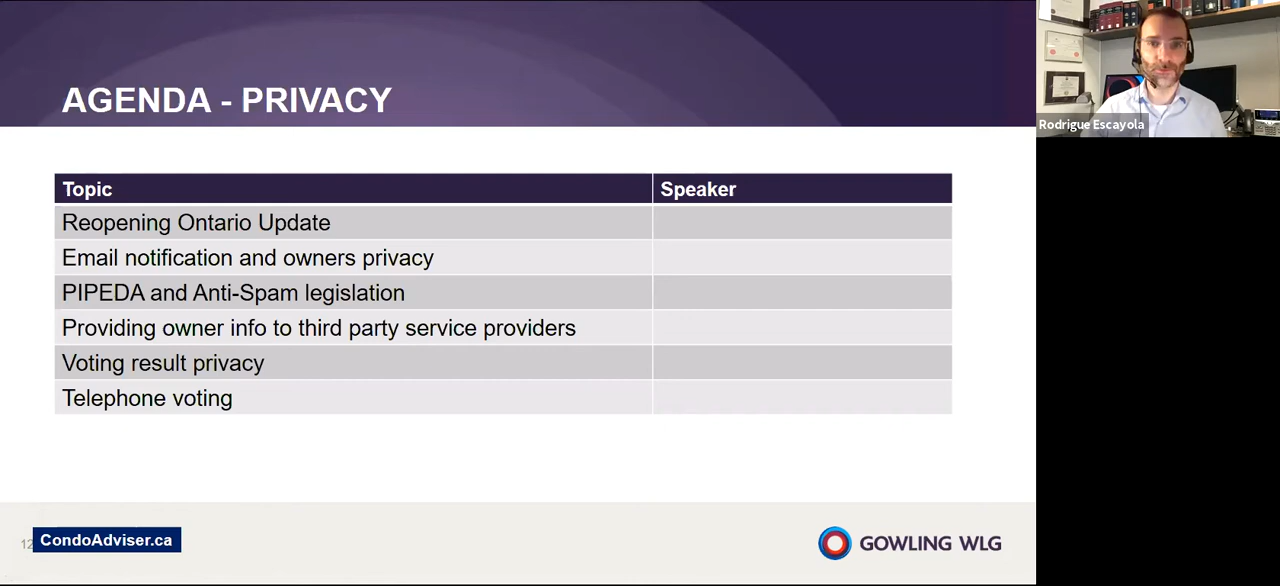 AGENDA - PRIVACY
Rodrigue Escayola
Topic Speaker
Reopening Ontario Update
Email notification and owners privacy
PIPEDA and Anti-Spam legislation
Providing owner info to third party service providers
Voting result privacy
Telephone voting
12
CondoAdviser.ca
GOWLING WLG